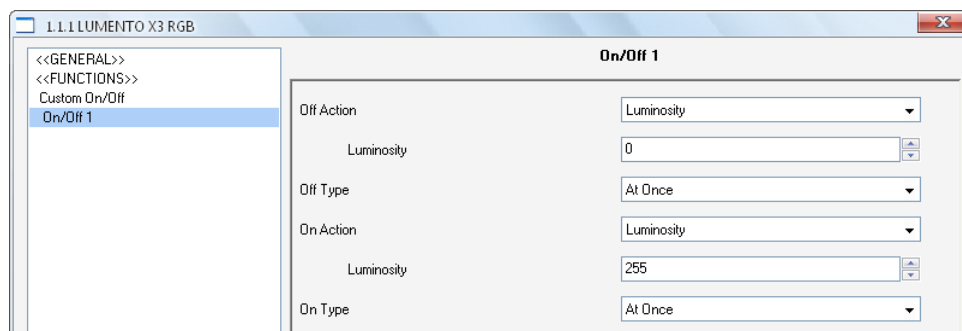 1.1.1 LUMENTO X3 RGB
<<GENERAL>>
<<FUNCTIONS>>
Custom On/Off
On/Off 1
On/Off 1
Off Action Luminosity
Luminosity 0
Off Type At Once
On Action Luminosity
Luminosity 255
On Type At Once